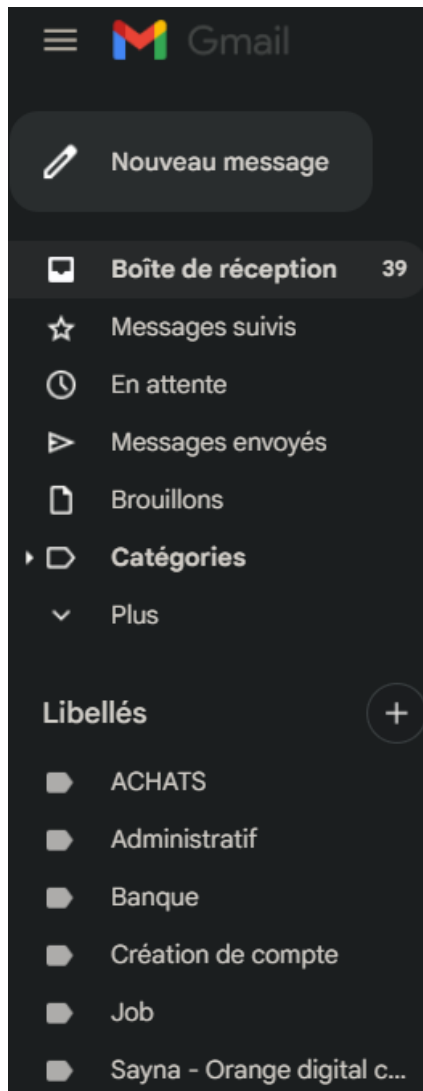 Gmail
Nouveau message
Boîte de réception 39
Messages suivis
En attente
Messages envoyés
Brouillons
Catégories
Plus
Libellés
ACHATS
Administratif
Banque
Création de compte
Job
Sayna - Orange digital c...